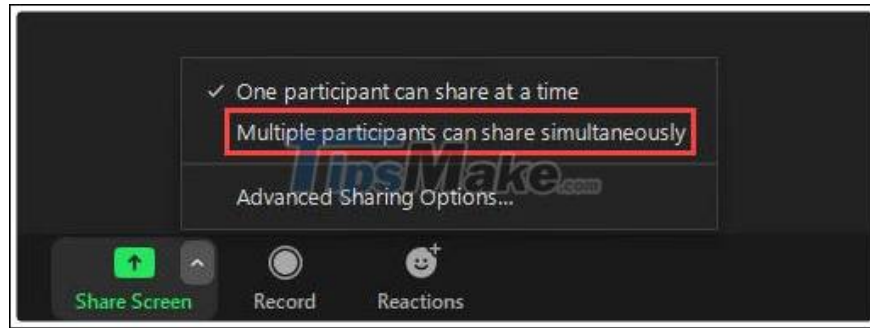 One participant can share at a time
Multiple participants can share simultaneously
TipsMake.com
Advanced Sharing Options...
Share Screen
Record
Reactions